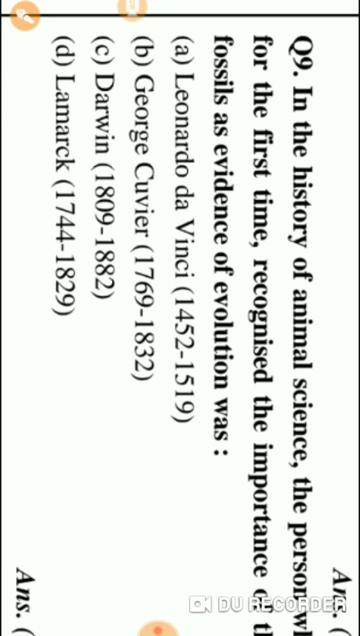 Ans. (
Q9. In the history of animal science, the person
for the first time, recognised the importance
fossils as evidence of evolution was :
(a) Leonardo da Vinci (1452-1519)
(b) George Cuvier (1769-1832)
(c) Darwin (1809-1882)
(d) Lamarck (1744-1829)
Ans. (
DU RECORDER